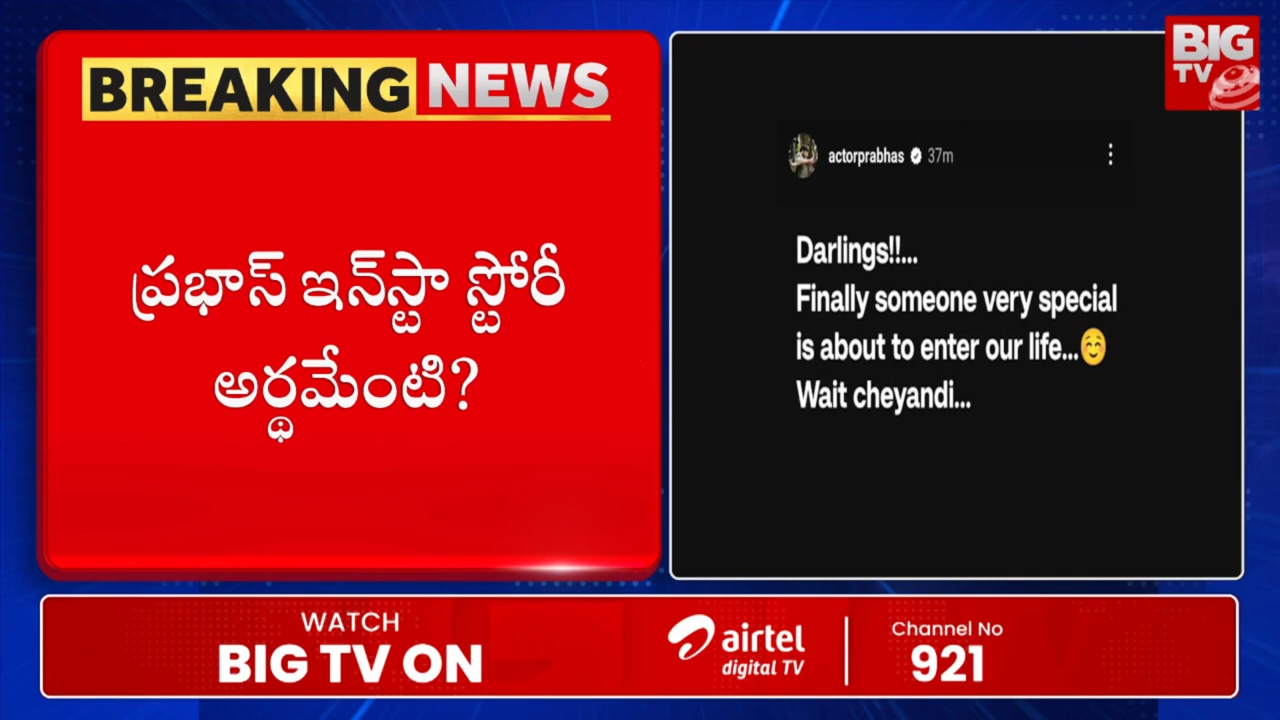 BREAKING NEWS
ప్రభాస్ ఇన్‌స్టా స్టోరీ
అర్థమేంటి?
BIG
TV
actorprabhas 37m
Darlings!!...
Finally someone very special
is about to enter our life...☺️
Wait cheyandi...
WATCH
BIG TV ON
airtel
digital TV
Channel No
921